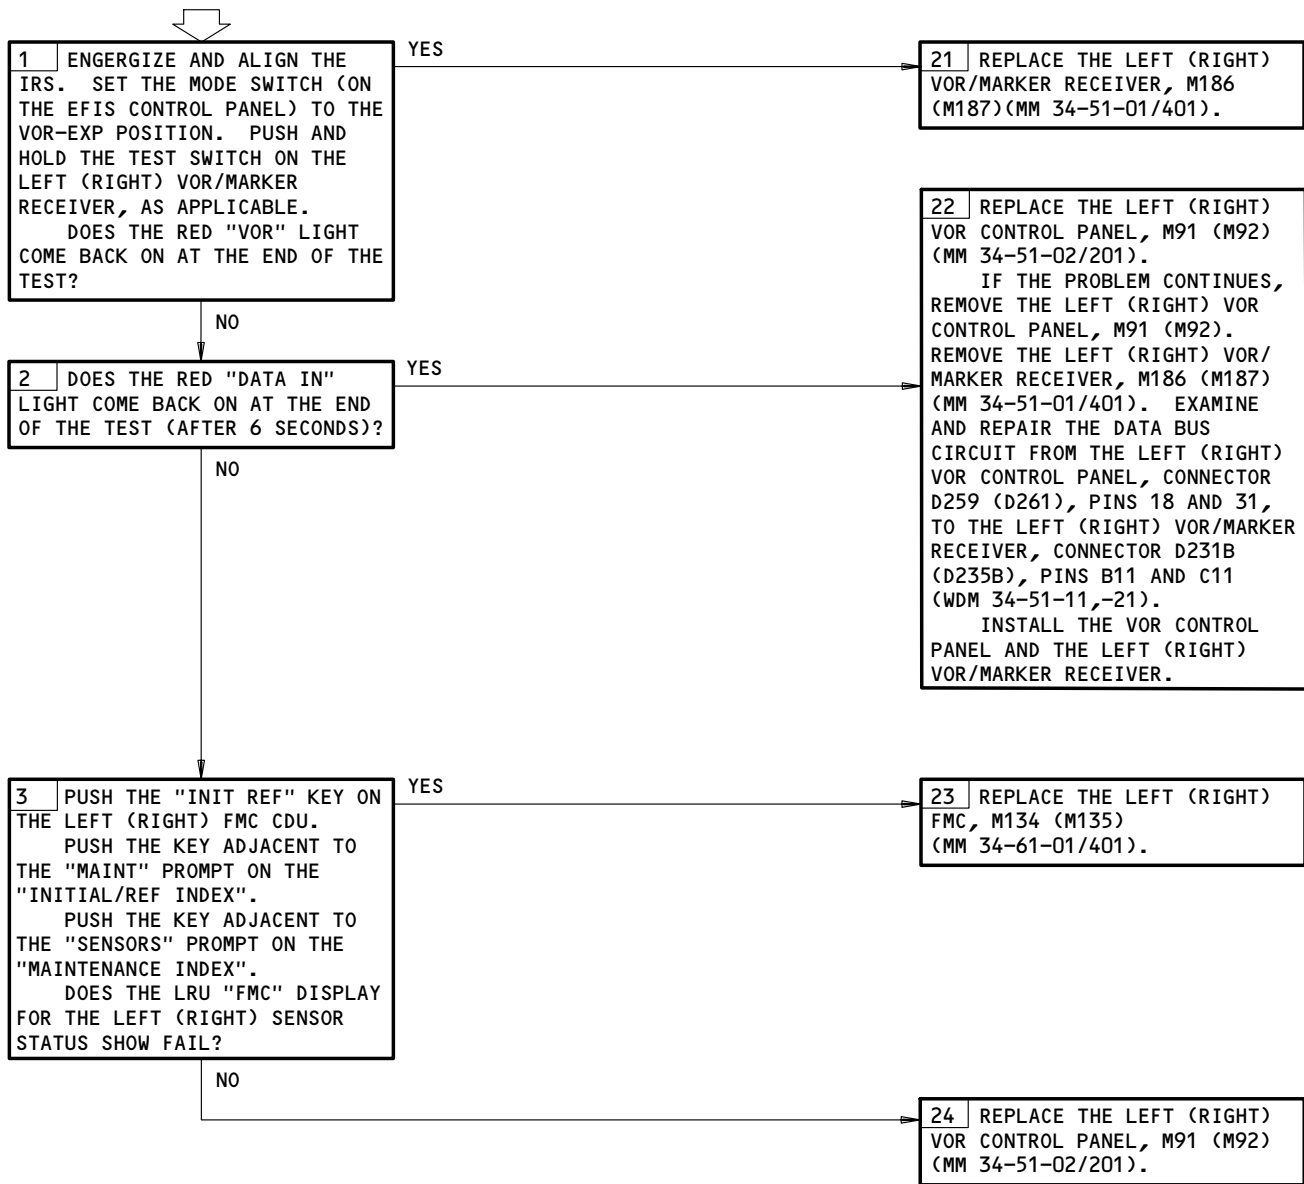 1 ENGERGIZE AND ALIGN THE
IRS. SET THE MODE SWITCH (ON
THE EFIS CONTROL PANEL) TO THE
VOR-EXP POSITION. PUSH AND
HOLD THE TEST SWITCH ON THE
LEFT (RIGHT) VOR/MARKER
RECEIVER, AS APPLICABLE.
DOES THE RED "VOR" LIGHT
COME BACK ON AT THE END OF THE
TEST?
YES
21 REPLACE THE LEFT (RIGHT)
VOR/MARKER RECEIVER, M186
(M187)(MM 34-51-01/401).
NO
2 DOES THE RED "DATA IN"
LIGHT COME BACK ON AT THE END
OF THE TEST (AFTER 6 SECONDS)?
YES
22 REPLACE THE LEFT (RIGHT)
VOR CONTROL PANEL, M91 (M92)
(MM 34-51-02/201).
IF THE PROBLEM CONTINUES,
REMOVE THE LEFT (RIGHT) VOR
CONTROL PANEL, M91 (M92).
REMOVE THE LEFT (RIGHT) VOR/
MARKER RECEIVER, M186 (M187)
(MM 34-51-01/401). EXAMINE
AND REPAIR THE DATA BUS
CIRCUIT FROM THE LEFT (RIGHT)
VOR CONTROL PANEL, CONNECTOR
D259 (D261), PINS 18 AND 31,
TO THE LEFT (RIGHT) VOR/MARKER
RECEIVER, CONNECTOR D231B
(D235B), PINS B11 AND C11
(WDM 34-51-11,-21).
INSTALL THE VOR CONTROL
PANEL AND THE LEFT (RIGHT)
VOR/MARKER RECEIVER.
NO
3 PUSH THE "INIT REF" KEY ON
THE LEFT (RIGHT) FMC CDU.
PUSH THE KEY ADJACENT TO
THE "MAINT" PROMPT ON THE
"INITIAL/REF INDEX".
PUSH THE KEY ADJACENT TO
THE "SENSORS" PROMPT ON THE
"MAINTENANCE INDEX".
DOES THE LRU "FMC" DISPLAY
FOR THE LEFT (RIGHT) SENSOR
STATUS SHOW FAIL?
YES
23 REPLACE THE LEFT (RIGHT)
FMC, M134 (M135)
(MM 34-61-01/401).
NO
24 REPLACE THE LEFT (RIGHT)
VOR CONTROL PANEL, M91 (M92)
(MM 34-51-02/201).